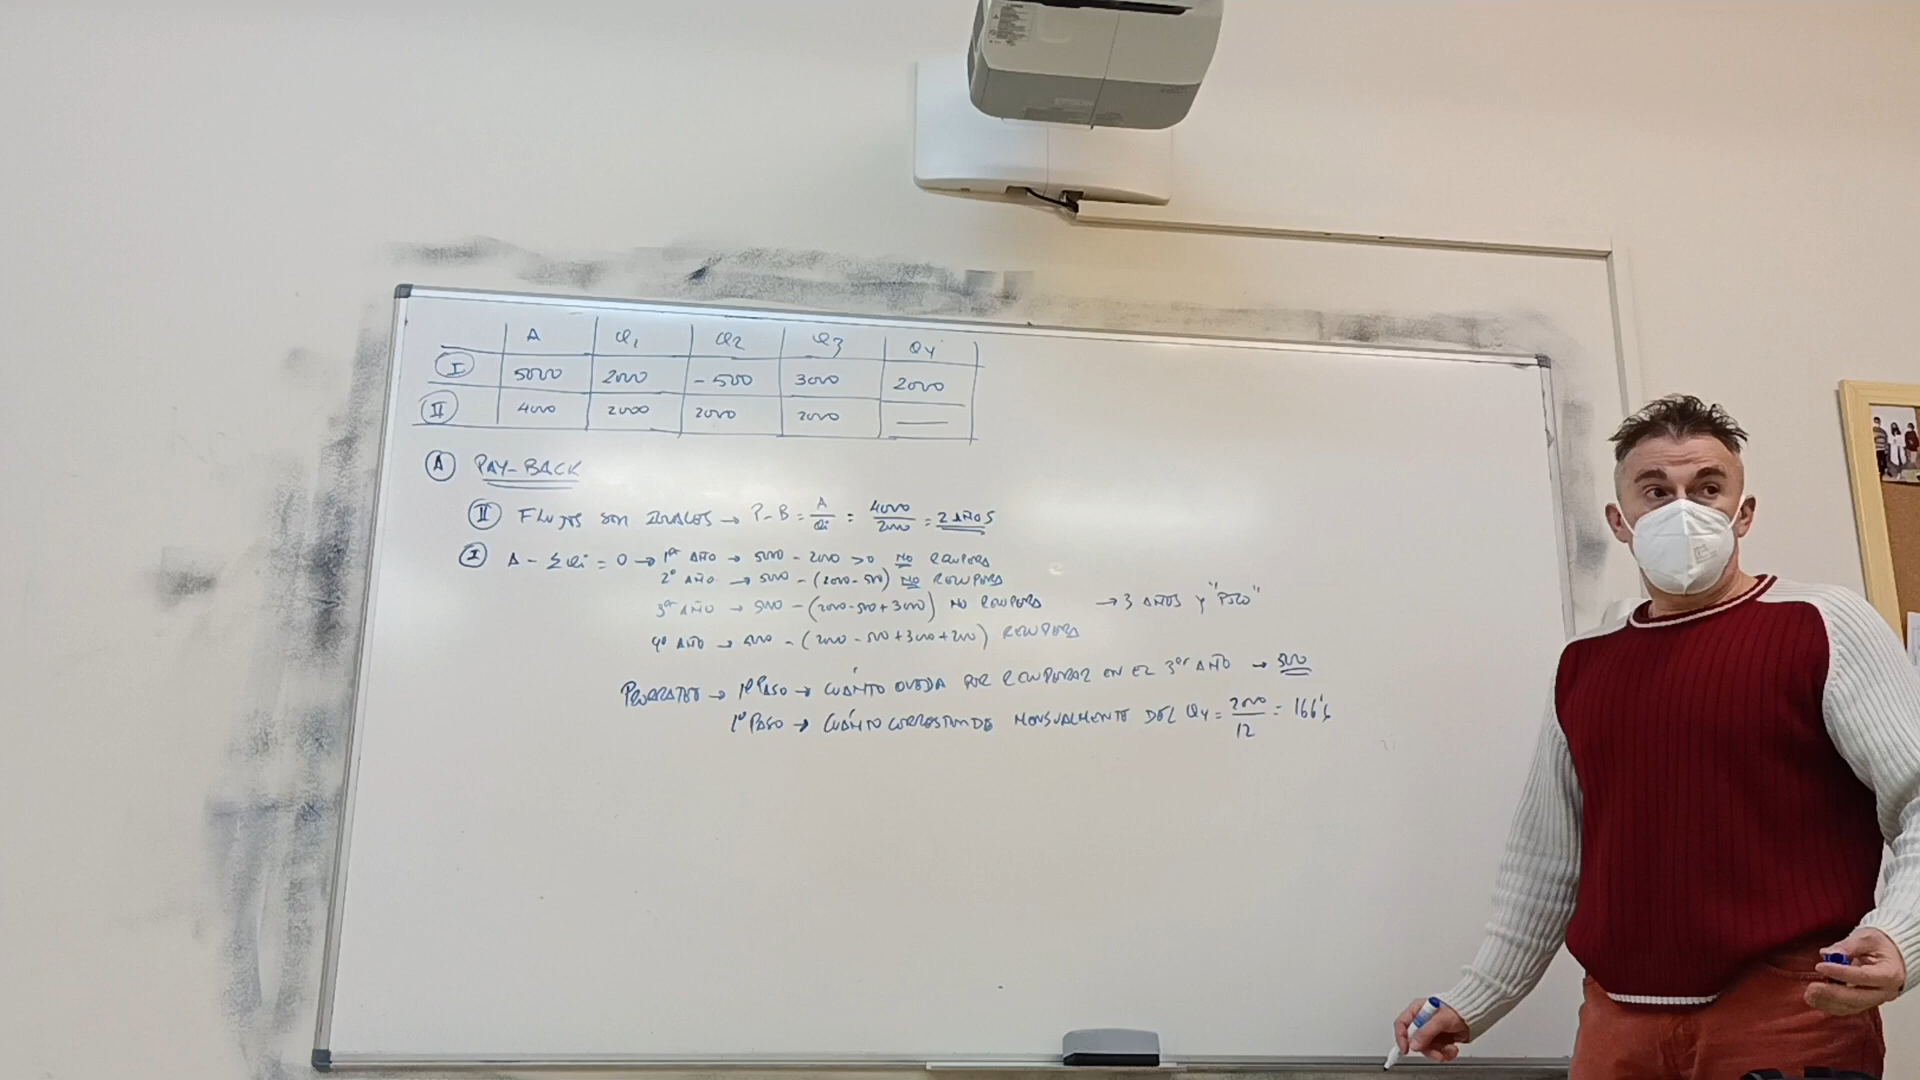 A Q1 Q2 Q3 Q4
I 5000 2000 -500 3000 2000
II 4000 2000 2000 2000 —
A PAY-BACK
II FLUJOS SON IGUALES → P-B = A/Qi = 4000/2000 = 2 AÑOS
I A - ΣQi = 0 → 1er AÑO → 5000 - 2000 > 0 NO RECUPERA
2º AÑO → 5000 - (2000 - 500) NO RECUPERA
3er AÑO → 5000 - (2000 - 500 + 3000) NO RECUPERA → 3 AÑOS Y "PICO"
4º AÑO → 5000 - (2000 - 500 + 3000 + 2000) RECUPERA
PRORRATEO → 1er PASO → CUÁNTO QUEDA POR RECUPERAR EN EL 3er AÑO → 500
PASO → CUÁNTO CORRESPONDE MENSUALMENTE DEL Q4 = 2000/12 = 166'6